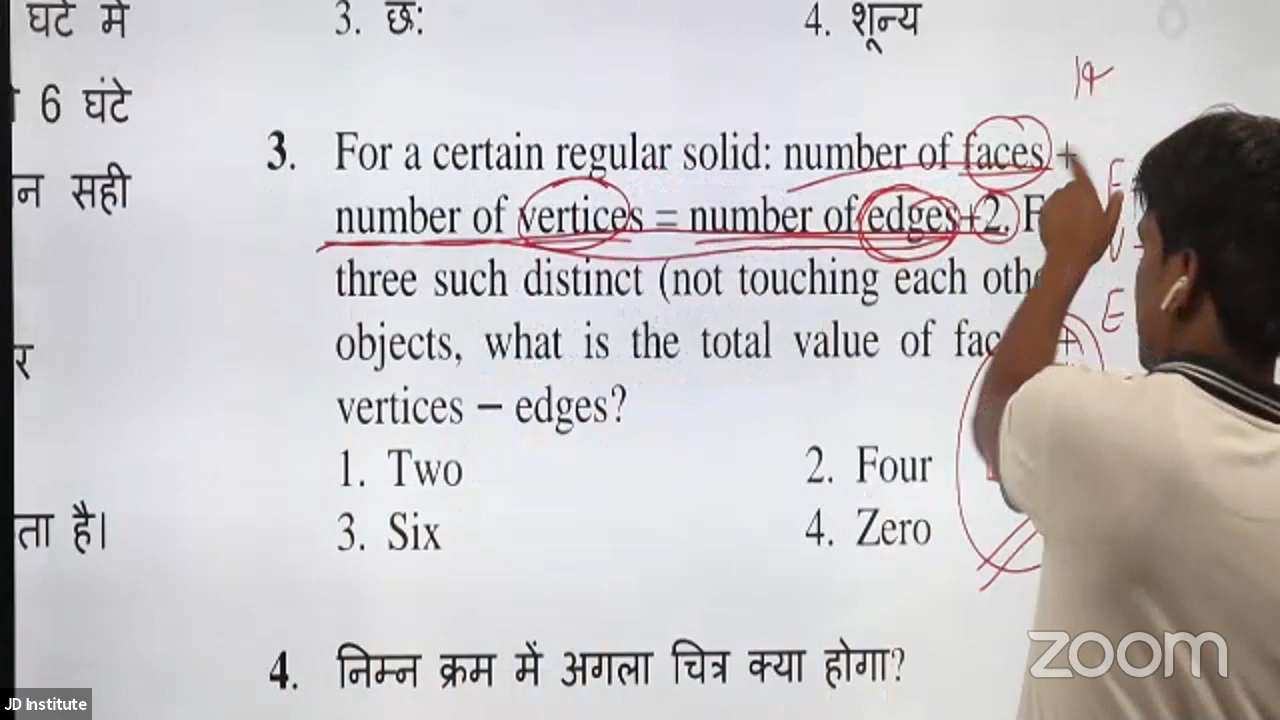 घंटे में
3. छः
4. शून्य
6 घंटे
न सही
3. For a certain regular solid: number of faces +
number of vertices = number of edges+2.
three such distinct (not touching each
objects, what is the total value of
vertices − edges?
1. Two
2. Four
3. Six
4. Zero
र
ता है।
4. निम्न क्रम में अगला चित्र क्या होगा?
E
zoom
JD Institute